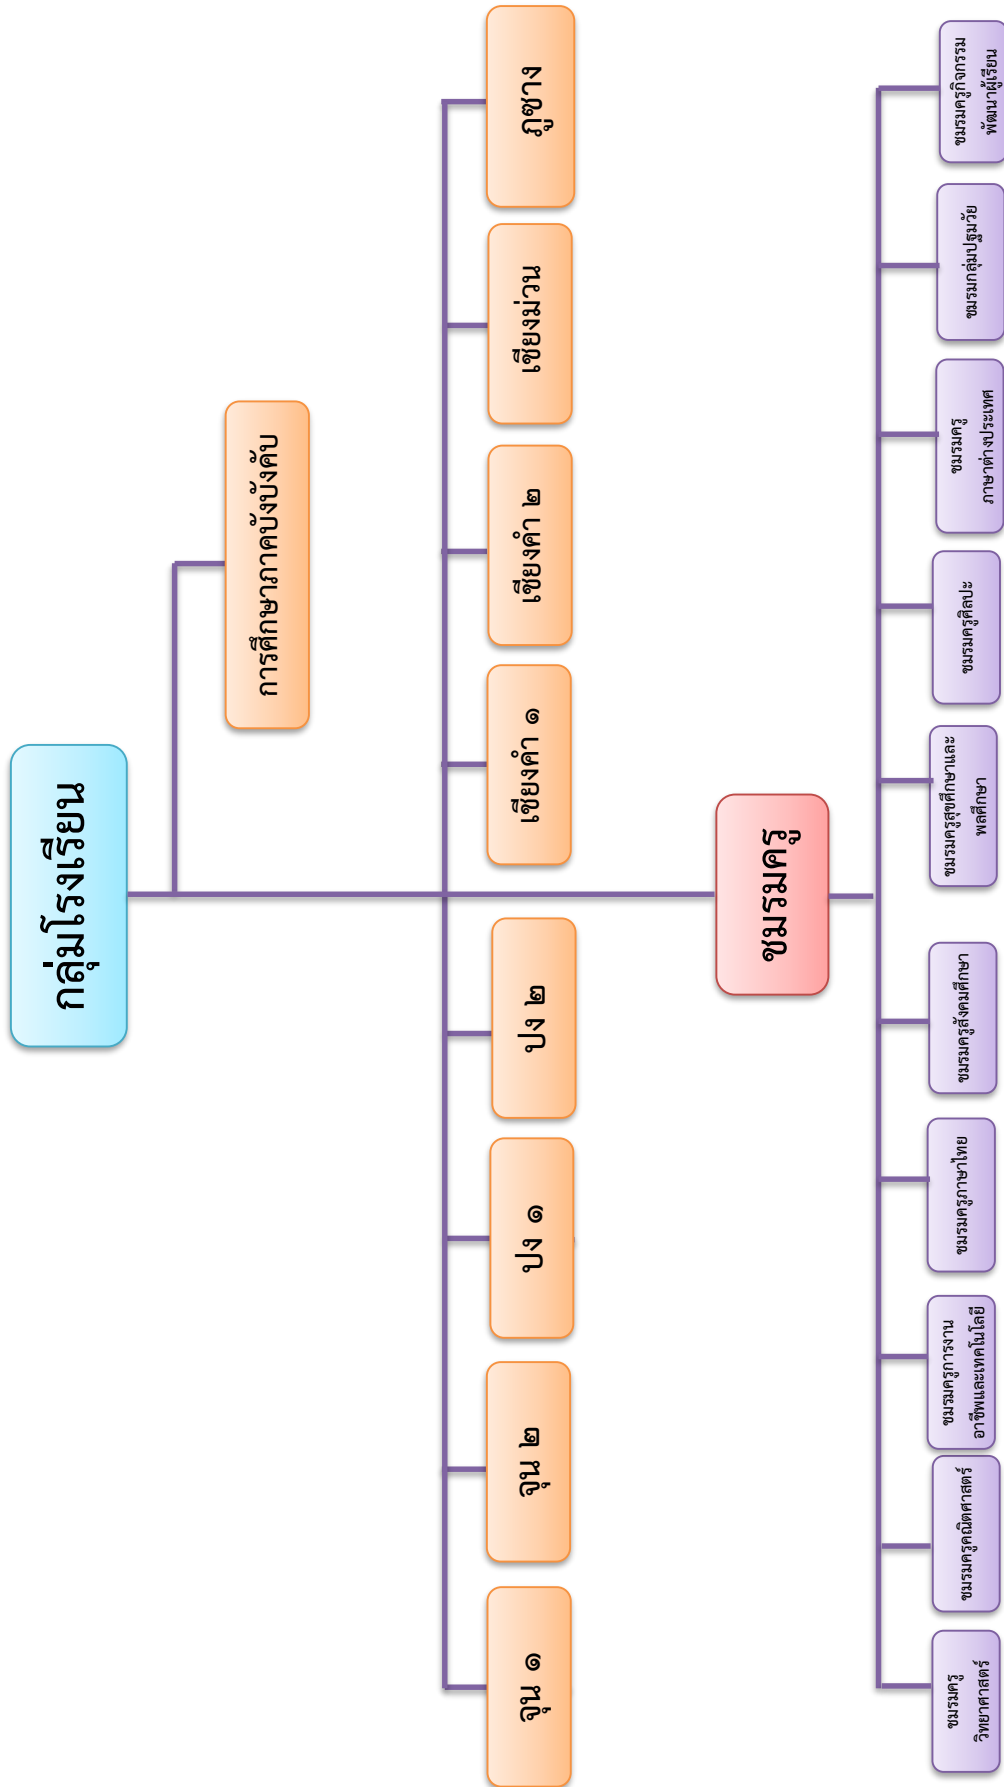 กลุ่มโรงเรียน
การศึกษาภาคบังบังคับ
จุน ๑
จุน ๒
ปง ๑
ปง ๒
เชียงคำ ๑
เชียงคำ ๒
เชียงม่วน
ภูซาง
ชมรมครู
ชมรมครู
วิทยาศาสตร์
ชมรมครูคณิตศาสตร์
ชมรมครูการงาน
อาชีพและเทคโนโลยี
ชมรมครูภาษาไทย
ชมรมครูสังคมศึกษา
ชมรมครูสุขศึกษาและ
พลศึกษา
ชมรมครูศิลปะ
ชมรมครู
ภาษาต่างประเทศ
ชมรมกลุ่มปฐมวัย
ชมรมครูกิจกรรม
พัฒนาผู้เรียน